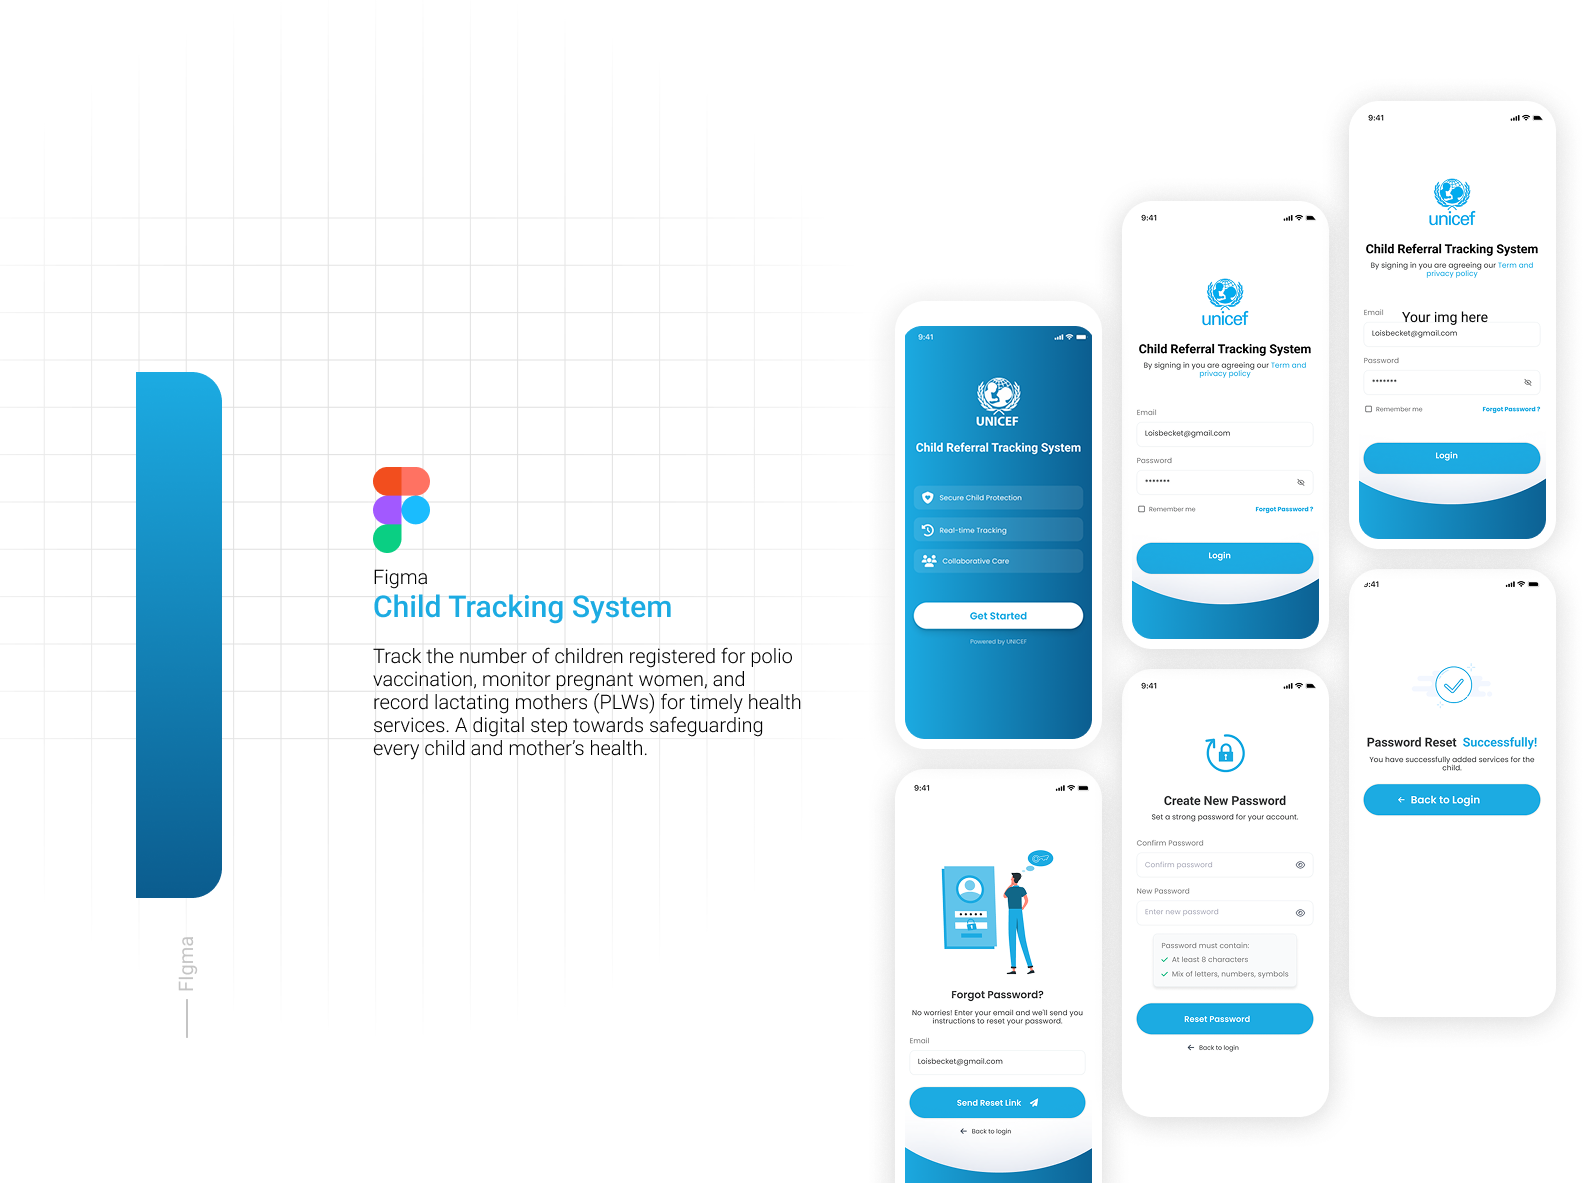 Figma
Child Tracking System
Track the number of children registered for polio
vaccination, monitor pregnant women, and
record lactating mothers (PLWs) for timely health
services. A digital step towards safeguarding
every child and mother's health.
FIgma
9:41
UNICEF
Child Referral Tracking System
Secure Child Protection
Real-time Tracking
Collaborative Care
Get Started
Powered by UNICEF
9:41
Forgot Password?
No worries! Enter your email and we'll send you
instructions to reset your password.
Email
Loisbecket@gmail.com
Send Reset Link
Back to login
9:41
unicef
Child Referral Tracking System
By signing in you are agreeing our Term and
privacy policy
Email
Loisbecket@gmail.com
Password
*******
Remember me
Forgot Password ?
Login
9:41
Create New Password
Set a strong password for your account.
Confirm Password
Confirm password
New Password
Enter new password
Password must contain:
At least 8 characters
Mix of letters, numbers, symbols
Reset Password
Back to login
9:41
unicef
Child Referral Tracking System
By signing in you are agreeing our Term and
privacy policy
Email
Your img here
Loisbecket@gmail.com
Password
*******
Remember me
Forgot Password ?
Login
9:41
Password Reset Successfully!
You have successfully added services for the
child.
Back to Login